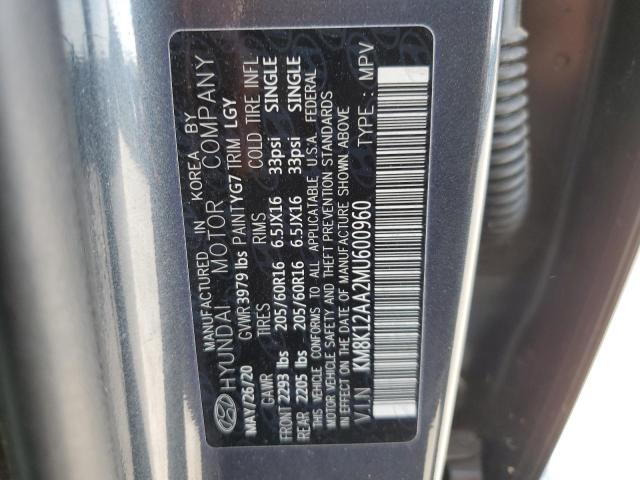 MANUFACTURED IN KOREA BY
HYUNDAI MOTOR COMPANY
MAY/26/20 GVWR 3979 lbs PAINT YG7 TRIM LGY
GAWR TIRES RIMS COLD TIRE INFL
FRONT 2293 lbs 205/60R16 6.5JX16 33psi SINGLE
REAR 2205 lbs 205/60R16 6.5JX16 33psi SINGLE
THIS VEHICLE CONFORMS TO ALL APPLICABLE U.S.A. FEDERAL
MOTOR VEHICLE SAFETY AND THEFT PREVENTION STANDARDS
IN EFFECT ON THE DATE OF MANUFACTURE SHOWN ABOVE
V.I.N : KM8K12AA2MU600960 TYPE : MPV